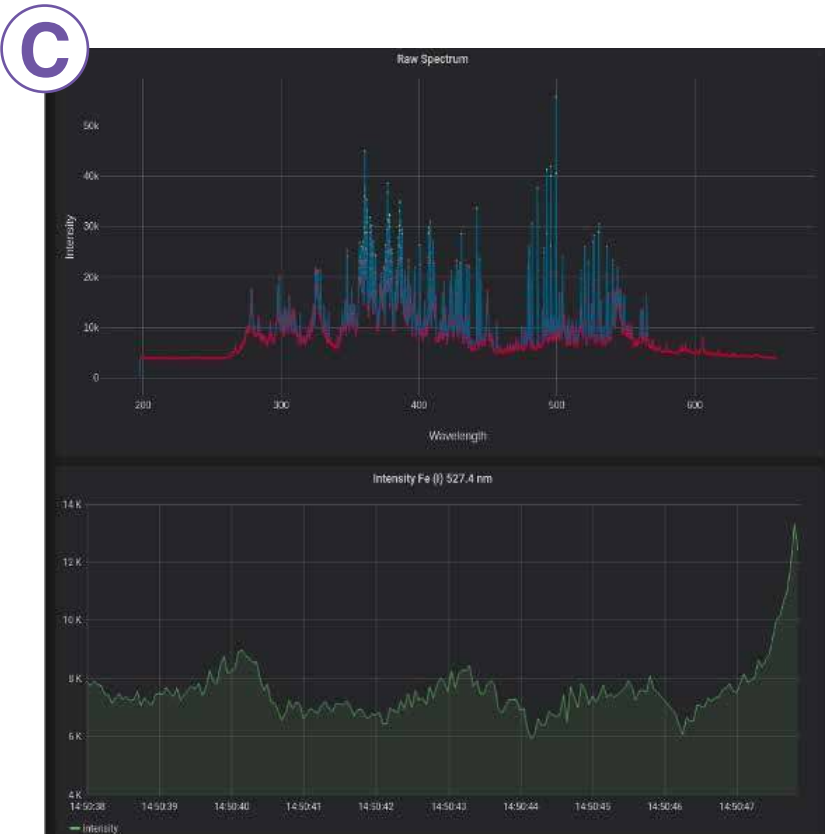 C
Raw Spectrum
50k
40k
30k
20k
10k
0
Intensity
200 300 400 500 600
Wavelength
Intensity Fe (I) 527.4 nm
14 K
12 K
10 K
8 K
6 K
4 K
14:50:38 14:50:39 14:50:40 14:50:41 14:50:42 14:50:43 14:50:44 14:50:45 14:50:46 14:50:47
intensity